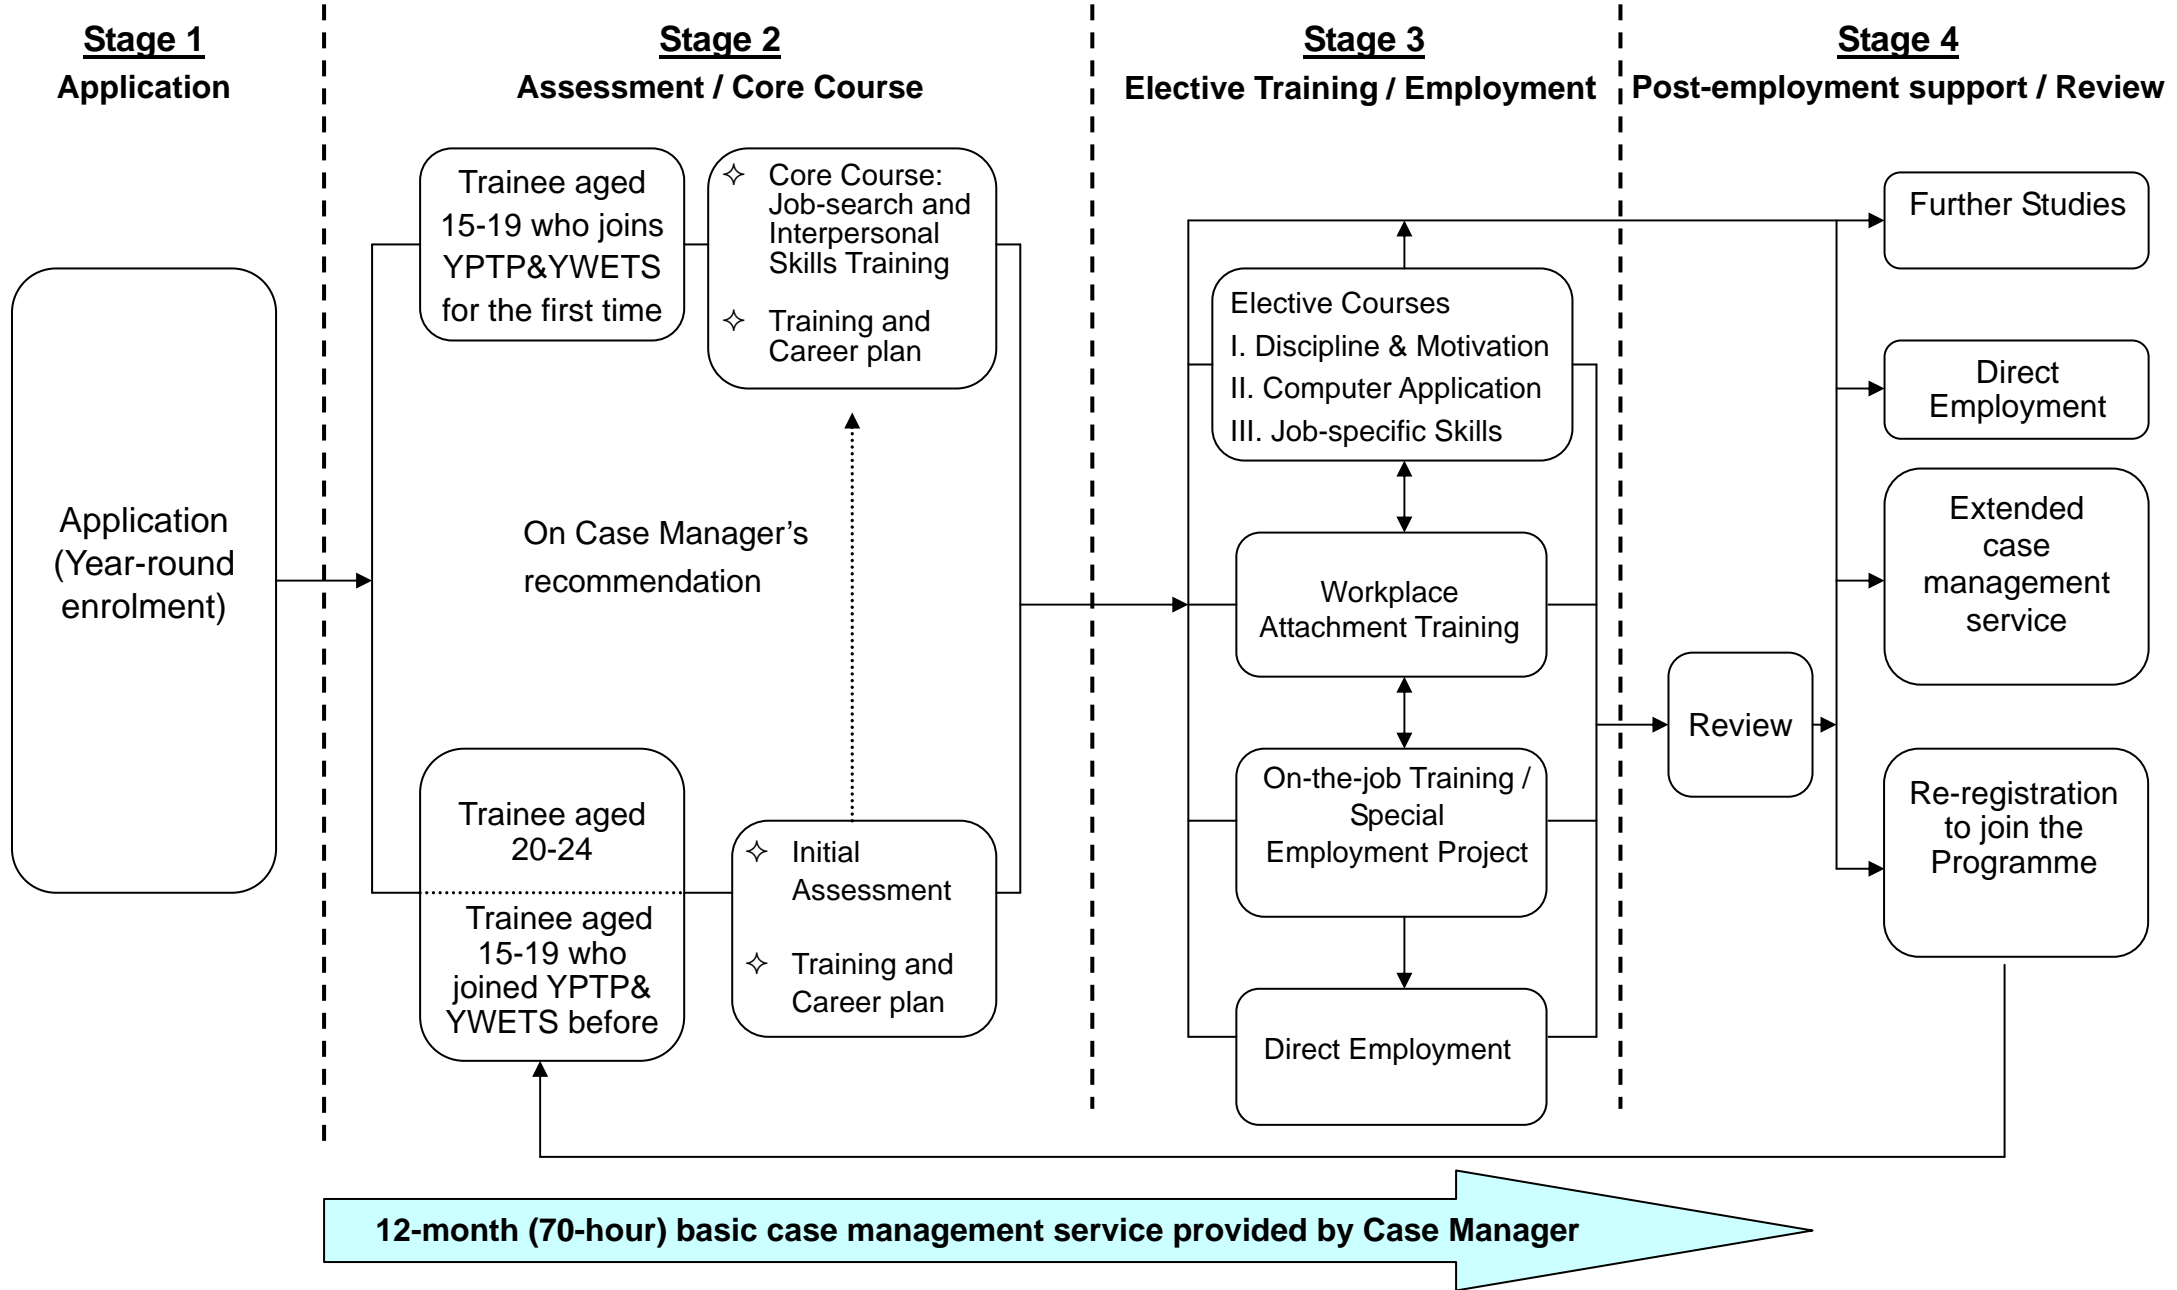 Stage 1
Application
Stage 2
Assessment / Core Course
Stage 3
Elective Training / Employment
Stage 4
Post-employment support / Review
Application
(Year-round
enrolment)
Trainee aged
15-19 who joins
YPTP&YWETS
for the first time
✧ Core Course:
Job-search and
Interpersonal
Skills Training
✧ Training and
Career plan
On Case Manager’s
recommendation
Trainee aged
20-24
Trainee aged
15-19 who
joined YPTP&
YWETS before
✧ Initial
Assessment
✧ Training and
Career plan
Elective Courses
I. Discipline & Motivation
II. Computer Application
III. Job-specific Skills
Workplace
Attachment Training
On-the-job Training /
Special
Employment Project
Direct Employment
Review
Further Studies
Direct
Employment
Extended
case
management
service
Re-registration
to join the
Programme
12-month (70-hour) basic case management service provided by Case Manager